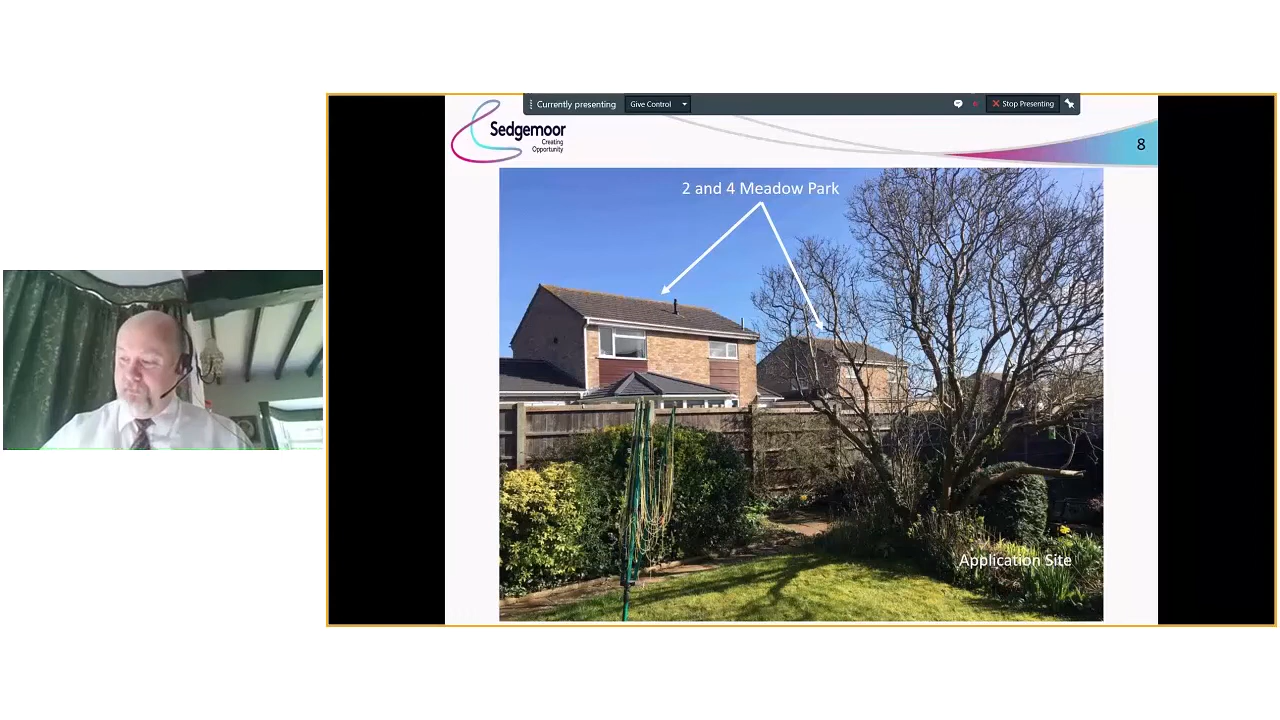 Currently presenting
Give Control
Stop Presenting
Sedgemoor
Creating
Opportunity
8
2 and 4 Meadow Park
Application Site